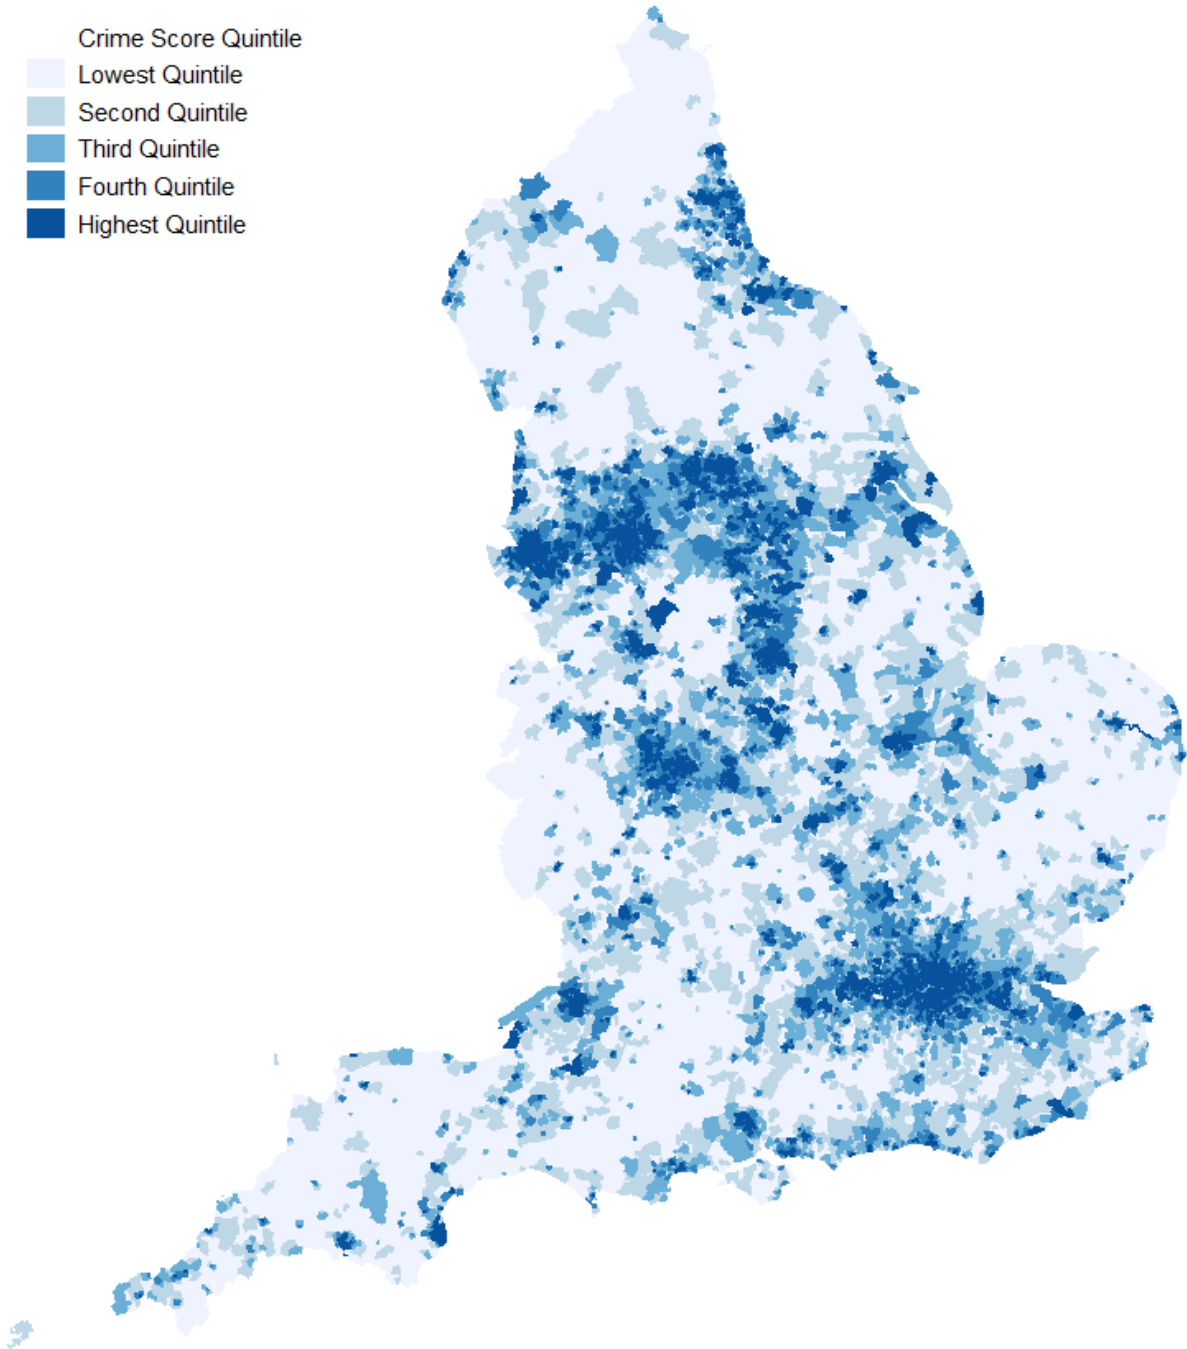 Crime Score Quintile
Lowest Quintile
Second Quintile
Third Quintile
Fourth Quintile
Highest Quintile